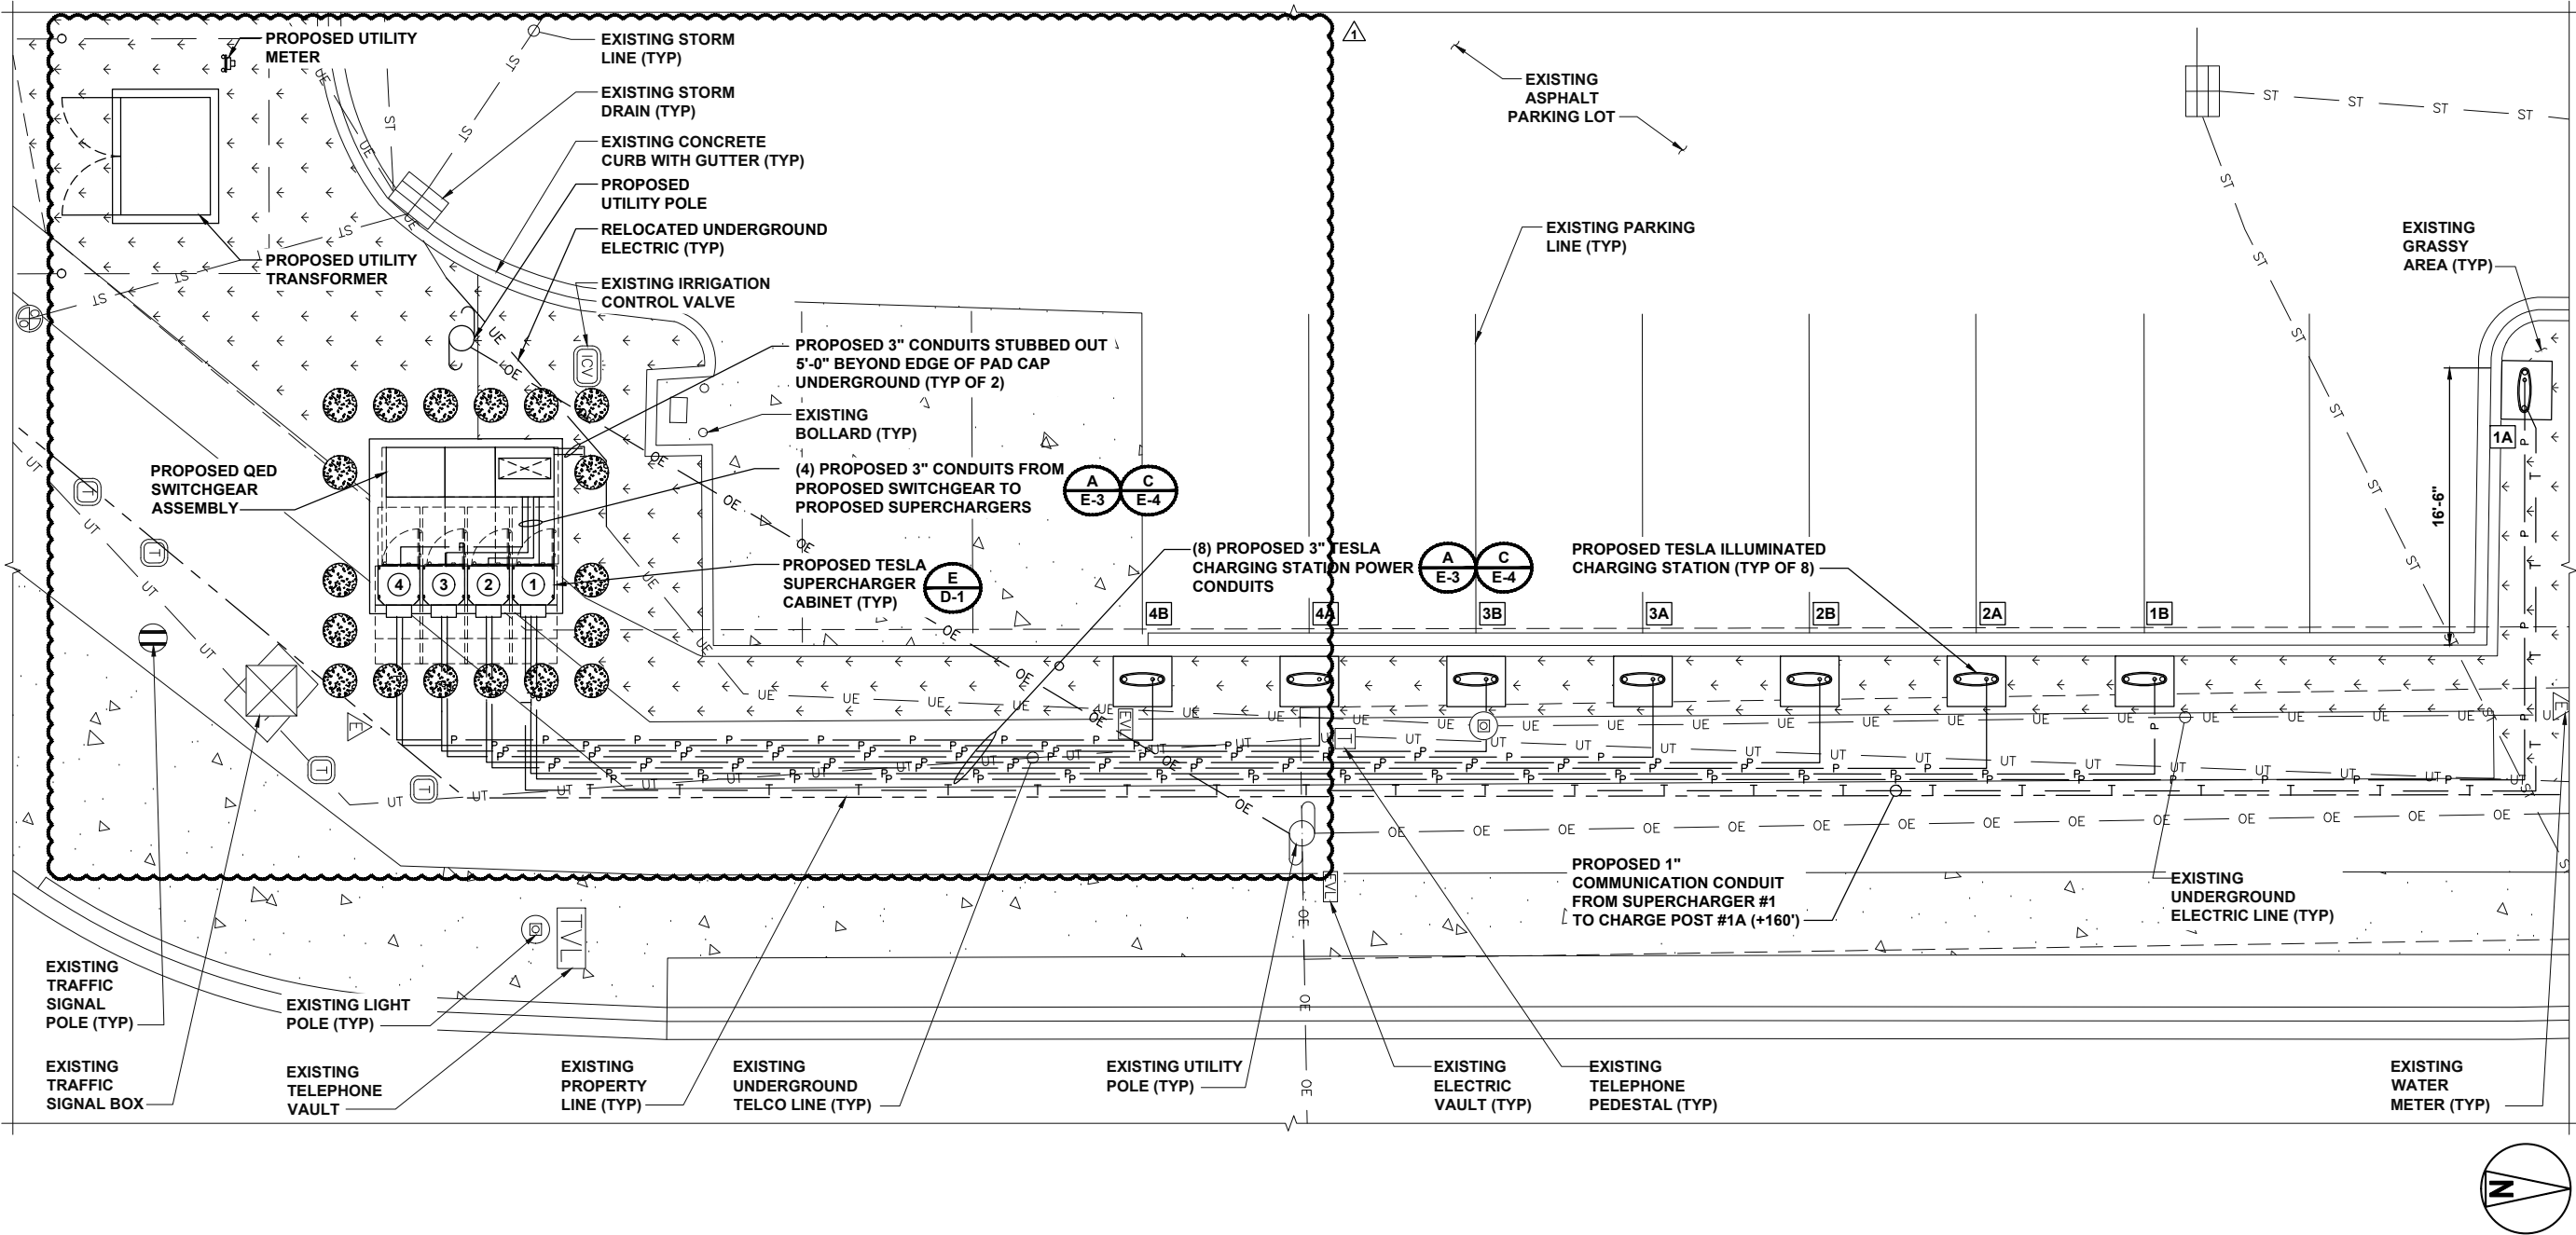 PROPOSED UTILITY
METER
EXISTING STORM
LINE (TYP)
EXISTING STORM
DRAIN (TYP)
EXISTING CONCRETE
CURB WITH GUTTER (TYP)
PROPOSED
UTILITY POLE
RELOCATED UNDERGROUND
ELECTRIC (TYP)
PROPOSED UTILITY
TRANSFORMER
EXISTING IRRIGATION
CONTROL VALVE
1
EXISTING
ASPHALT
PARKING LOT
EXISTING PARKING
LINE (TYP)
EXISTING
GRASSY
AREA (TYP)
PROPOSED 3" CONDUITS STUBBED OUT
5'-0" BEYOND EDGE OF PAD CAP
UNDERGROUND (TYP OF 2)
EXISTING
BOLLARD (TYP)
(4) PROPOSED 3" CONDUITS FROM
PROPOSED SWITCHGEAR TO
PROPOSED SUPERCHARGERS
A
E-3
C
E-4
PROPOSED QED
SWITCHGEAR
ASSEMBLY
PROPOSED TESLA
SUPERCHARGER
CABINET (TYP)
E
D-1
(8) PROPOSED 3" TESLA
CHARGING STATION POWER
CONDUITS
A
E-3
C
E-4
PROPOSED TESLA ILLUMINATED
CHARGING STATION (TYP OF 8)
16'-6"
ICV
4
3
2
1
4B
4A
3B
3A
2B
2A
1B
1A
ST
UE
OE
UT
P
T
E
EVL
TVL
PROPOSED 1"
COMMUNICATION CONDUIT
FROM SUPERCHARGER #1
TO CHARGE POST #1A (+160')
EXISTING
UNDERGROUND
ELECTRIC LINE (TYP)
EXISTING
TRAFFIC
SIGNAL
POLE (TYP)
EXISTING LIGHT
POLE (TYP)
EXISTING
TRAFFIC
SIGNAL BOX
EXISTING
TELEPHONE
VAULT
EXISTING
PROPERTY
LINE (TYP)
EXISTING
UNDERGROUND
TELCO LINE (TYP)
EXISTING UTILITY
POLE (TYP)
EXISTING
ELECTRIC
VAULT (TYP)
EXISTING
TELEPHONE
PEDESTAL (TYP)
EXISTING
WATER
METER (TYP)
N